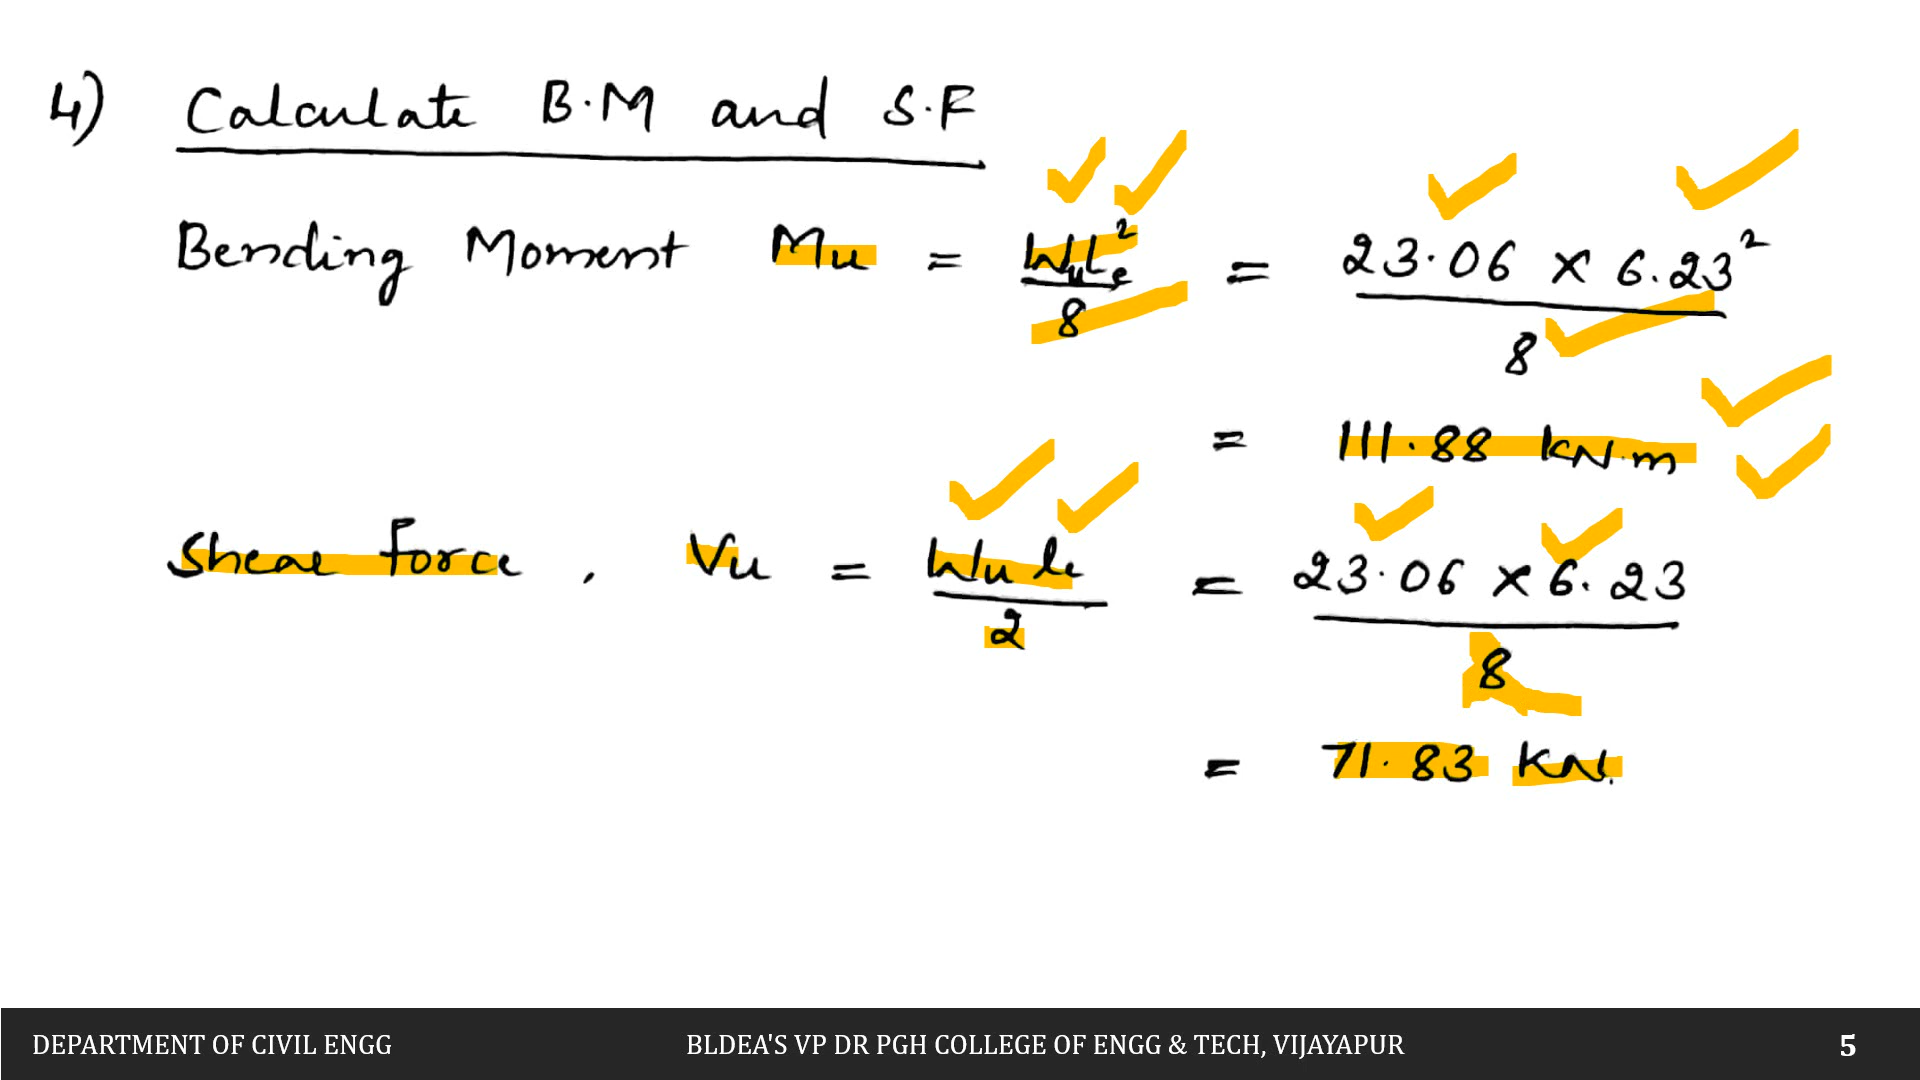 4) Calculate B.M and S.F
Bending Moment Mu = Wu le² / 8 = 23.06 × 6.23² / 8
= 111.88 kN.m
Shear force, Vu = Wu le / 2 = 23.06 × 6.23 / 8
= 71.83 KN.
DEPARTMENT OF CIVIL ENGG BLDEA'S VP DR PGH COLLEGE OF ENGG & TECH, VIJAYAPUR 5